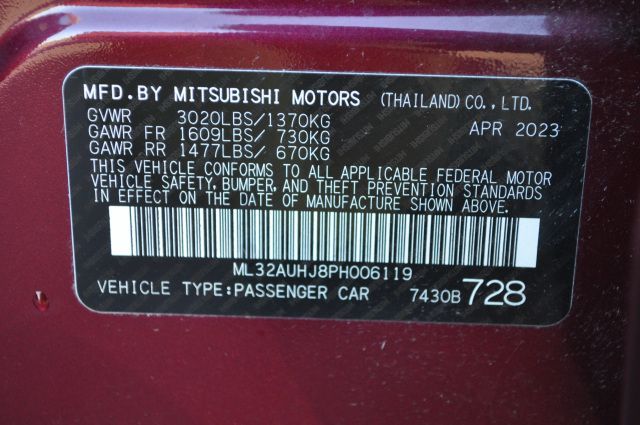 MFD.BY MITSUBISHI MOTORS (THAILAND)CO.,LTD.
GVWR 3020LBS/1370KG APR 2023
GAWR FR 1609LBS/ 730KG
GAWR RR 1477LBS/ 670KG
THIS VEHICLE CONFORMS TO ALL APPLICABLE FEDERAL MOTOR
VEHICLE SAFETY, BUMPER, AND THEFT PREVENTION STANDARDS
IN EFFECT ON THE DATE OF MANUFACTURE SHOWN ABOVE.
ML32AUHJ8PH006119
VEHICLE TYPE:PASSENGER CAR 7430B 728